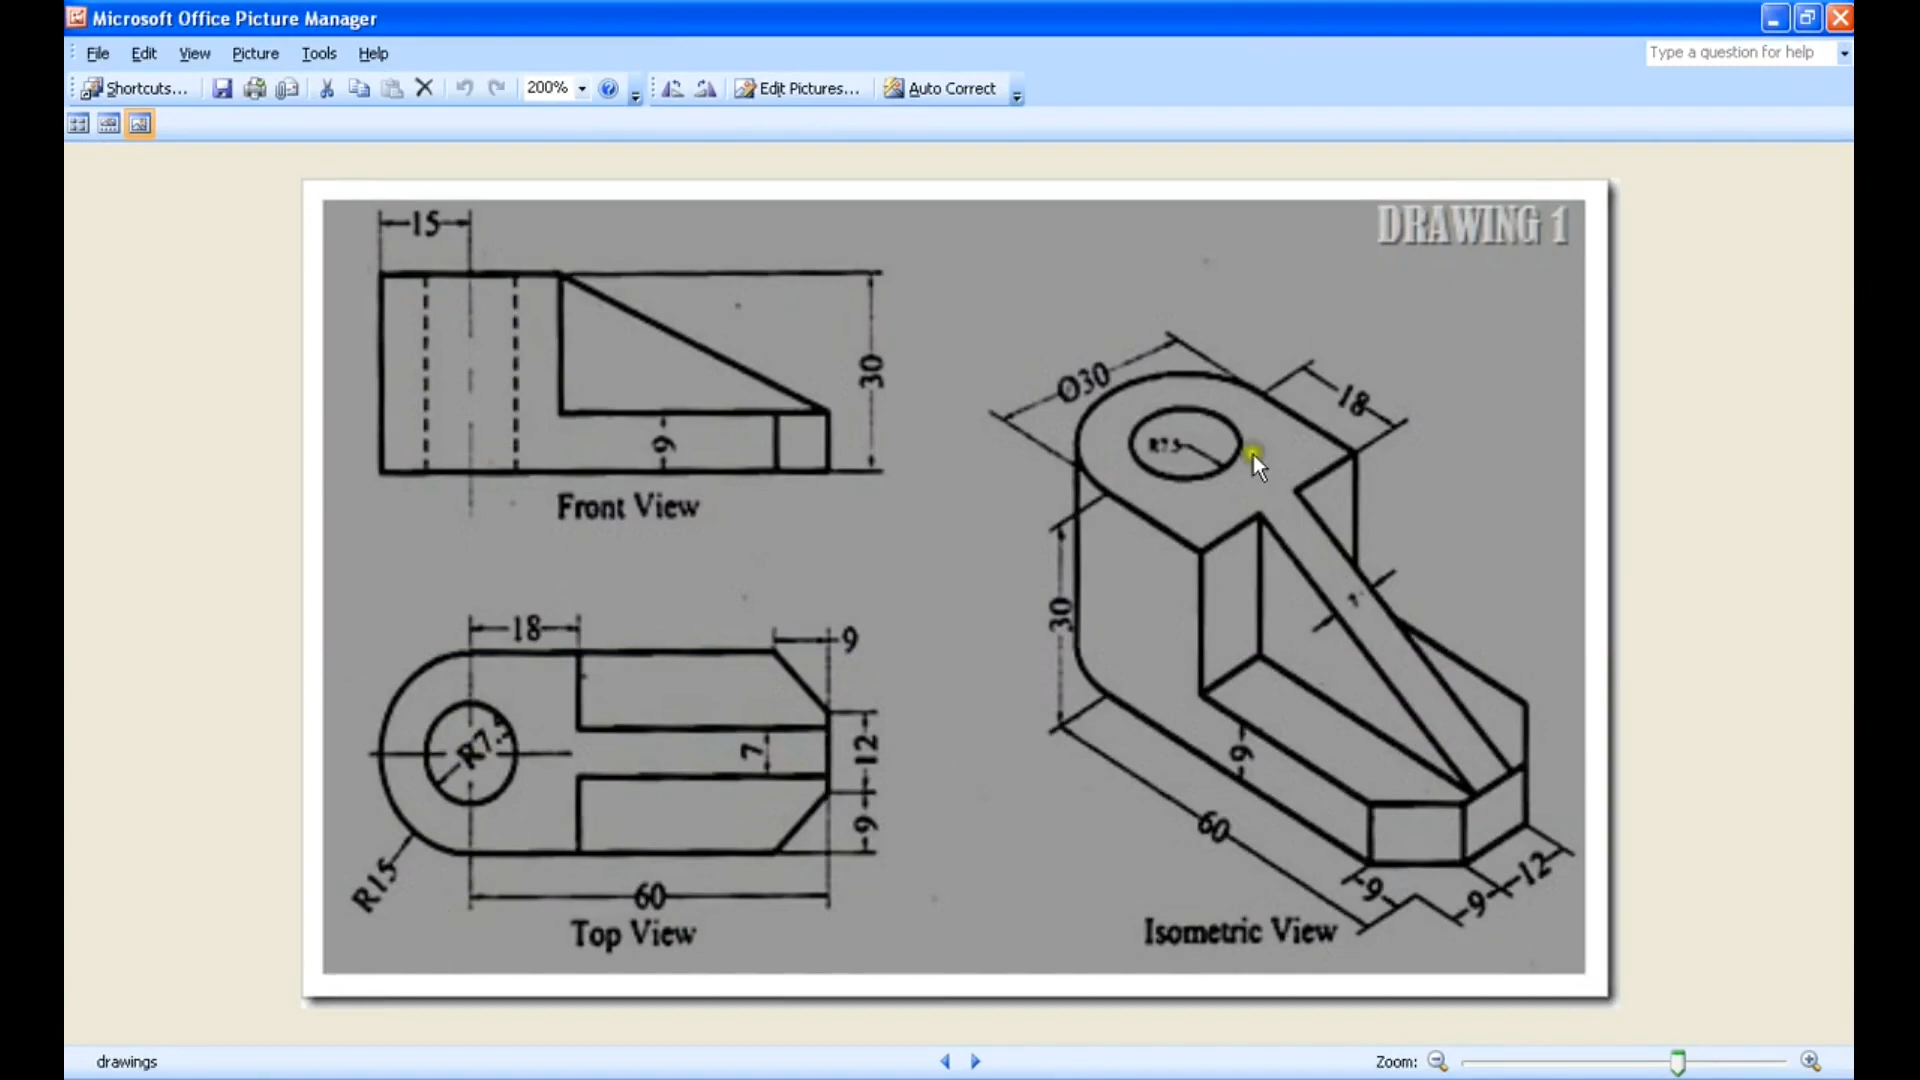 Microsoft Office Picture Manager
File Edit View Picture Tools Help
Type a question for help
Shortcuts... 200% Edit Pictures... Auto Correct
DRAWING 1
15
30
9
Front View
18
9
R7.5
7
12
9
R15
60
Top View
Ø30
18
R7.5
30
9
60
9
9
12
Isometric View
drawings
Zoom: